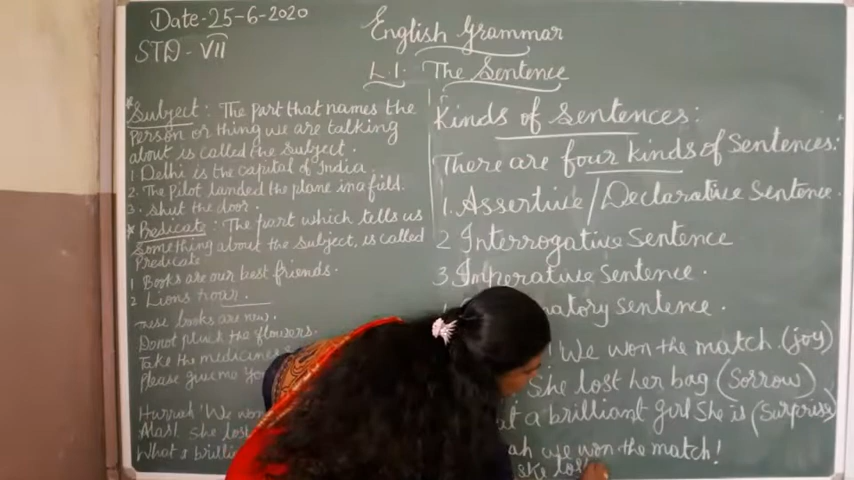 Date-25-6-2020
STD - VII
English Grammar
L.1. The Sentence
*Subject: The Part that names the
Person or thing we are talking
about is called the Subject.
1 Delhi is the capital of India.
2. The Pilot landed the plane in a field.
3. Shut the door.
*Predicate: The part which tells us
Something about the Subject, is called
Predicate
1 Books are our best friends.
2 Lions roar.
These books are new.
Donot pluck the flowers.
Take the medicines
Please give me
Hurrah! We won
Alas! She lost
What a brilli
Kinds of Sentences:
There are four kinds of Sentences:
1. Assertive/Declarative Sentence.
2 Interrogative Sentence
3. Imperative Sentence.
atory Sentence.
! We won the match (joy)
She lost her bag (Sorrow)
a brilliant girl She is (Surprise)
ah we won the match!
she lost